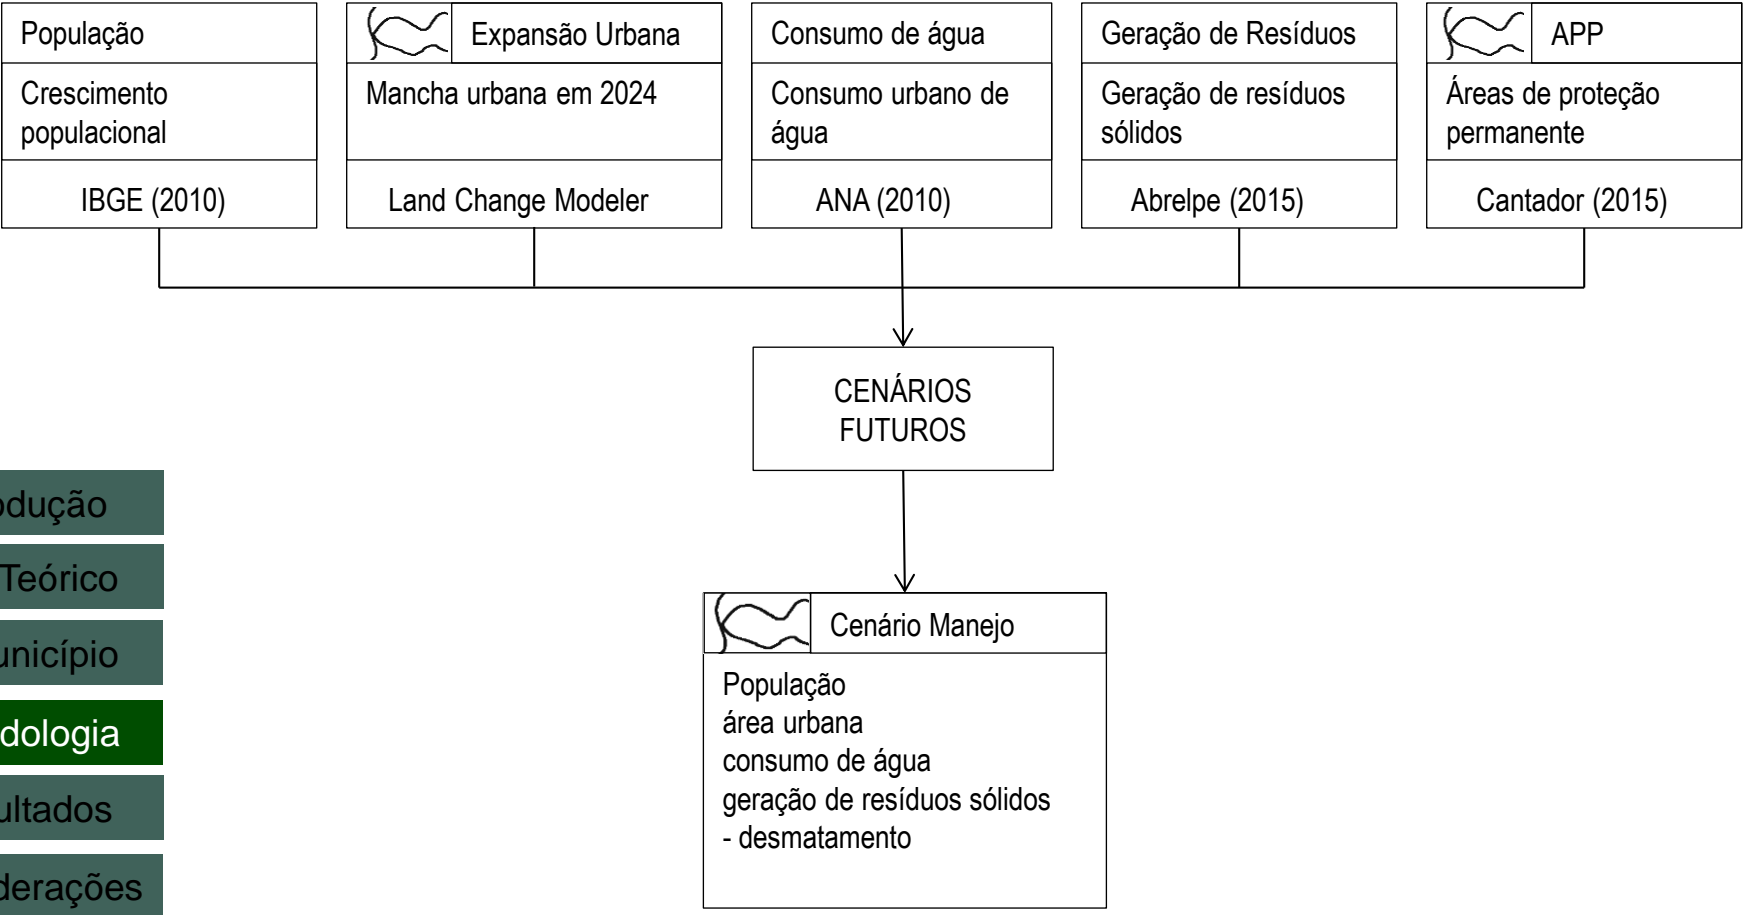 População
Expansão Urbana
Consumo de água
Geração de Resíduos
APP
Crescimento
populacional
Mancha urbana em 2024
Consumo urbano de
água
Geração de resíduos
sólidos
Áreas de proteção
permanente
IBGE (2010)
Land Change Modeler
ANA (2010)
Abrelpe (2015)
Cantador (2015)
CENÁRIOS
FUTUROS
Cenário Manejo
População
área urbana
consumo de água
geração de resíduos sólidos
- desmatamento
odução
Teórico
unicípio
dologia
ultados
derações